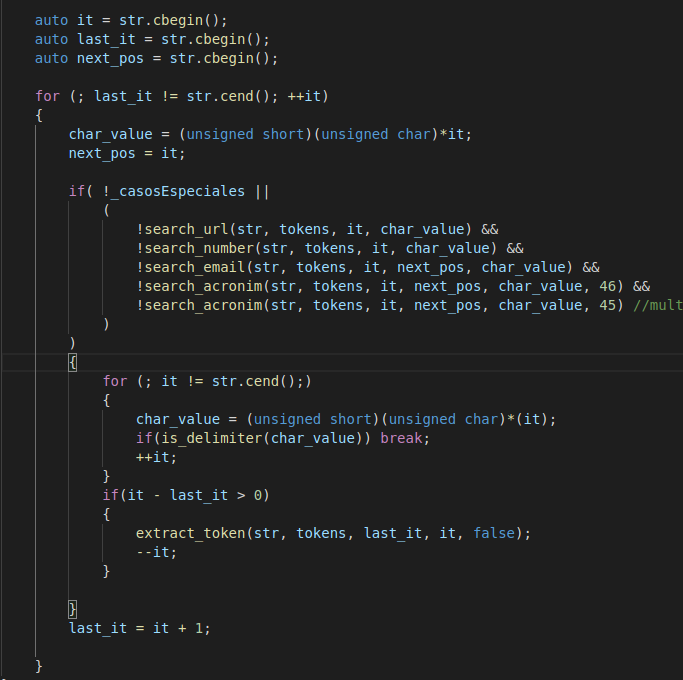 auto it = str.cbegin();
auto last_it = str.cbegin();
auto next_pos = str.cbegin();
for (; last_it != str.cend(); ++it)
{
char_value = (unsigned short)(unsigned char)*it;
next_pos = it;
if( !_casosEspeciales ||
(
!search_url(str, tokens, it, char_value) &&
!search_number(str, tokens, it, char_value) &&
!search_email(str, tokens, it, next_pos, char_value) &&
!search_acronim(str, tokens, it, next_pos, char_value, 46) &&
!search_acronim(str, tokens, it, next_pos, char_value, 45) //mult
)
)
{
for (; it != str.cend();)
{
char_value = (unsigned short)(unsigned char)*(it);
if(is_delimiter(char_value)) break;
++it;
}
if(it - last_it > 0)
{
extract_token(str, tokens, last_it, it, false);
--it;
}
}
last_it = it + 1;
}